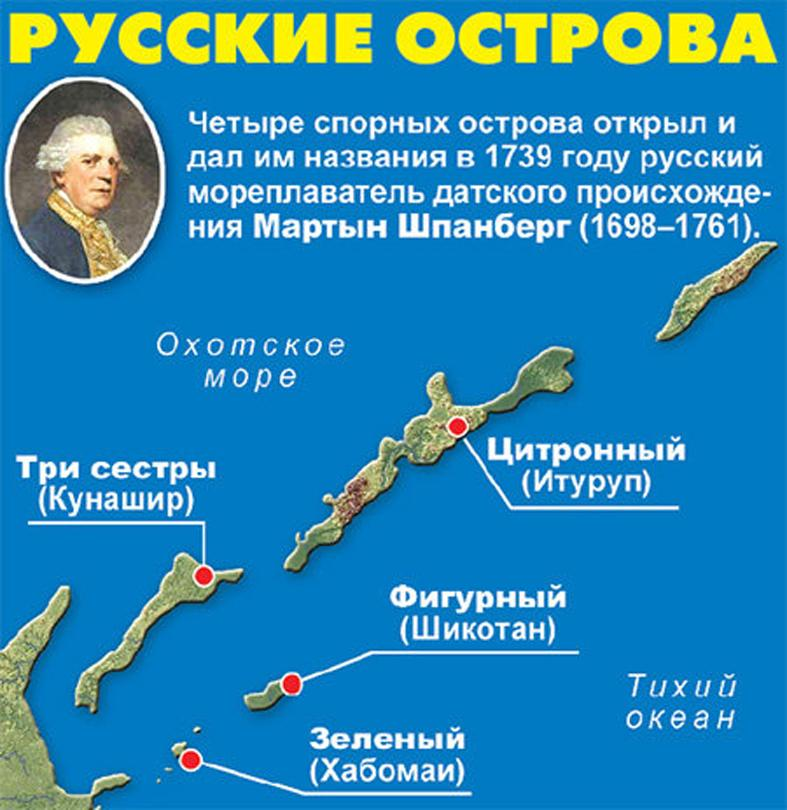 РУССКИЕ ОСТРОВА
Четыре спорных острова открыл и
дал им названия в 1739 году русский
мореплаватель датского происхожде-
ния Мартын Шпанберг (1698–1761).
Охотское
море
Цитронный
(Итуруп)
Три сестры
(Кунашир)
Фигурный
(Шикотан)
Тихий
океан
Зеленый
(Хабомаи)